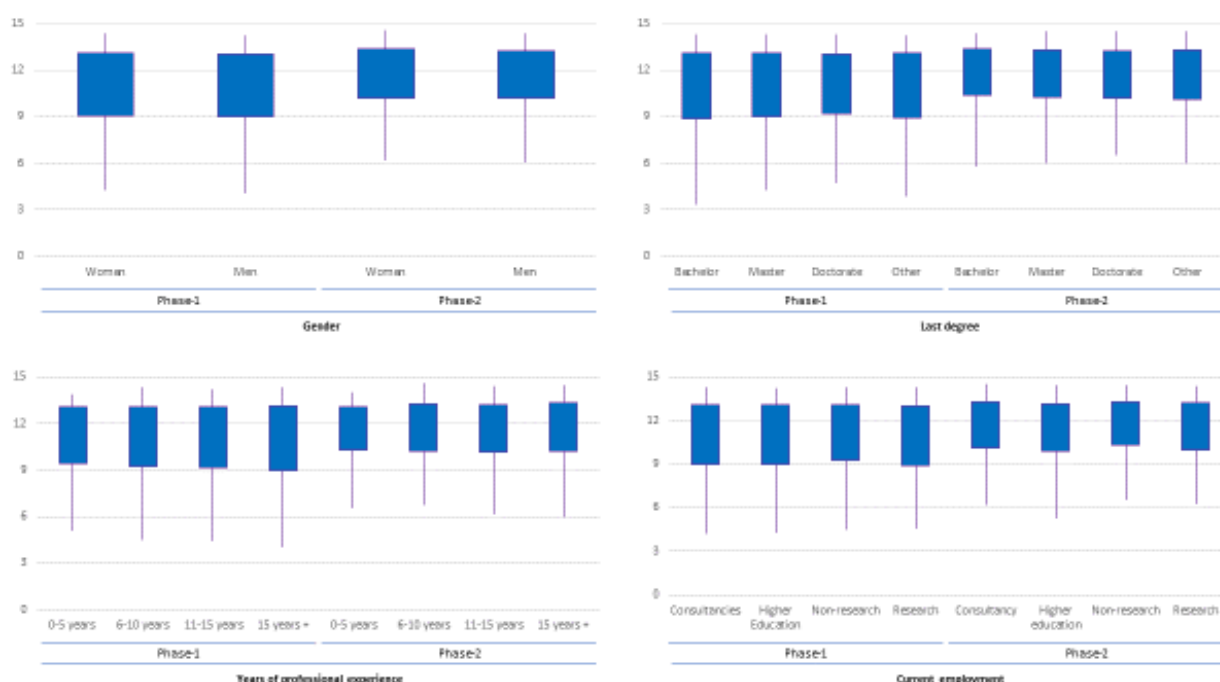 15
12
9
6
3
0
Woman Men Woman Men
Phase-1 Phase-2
Gender
15
12
9
6
3
0
Bachelor Master Doctorate Other Bachelor Master Doctorate Other
Phase-1 Phase-2
Last degree
15
12
9
6
3
0
0-5 years 6-10 years 11-15 years 15 years + 0-5 years 6-10 years 11-15 years 15 years +
Phase-1 Phase-2
Years of professional experience
15
12
9
6
3
0
Consultancies Higher Non-research Research Consultancy Higher Non-research Research
Education education
Phase-1 Phase-2
Current employment